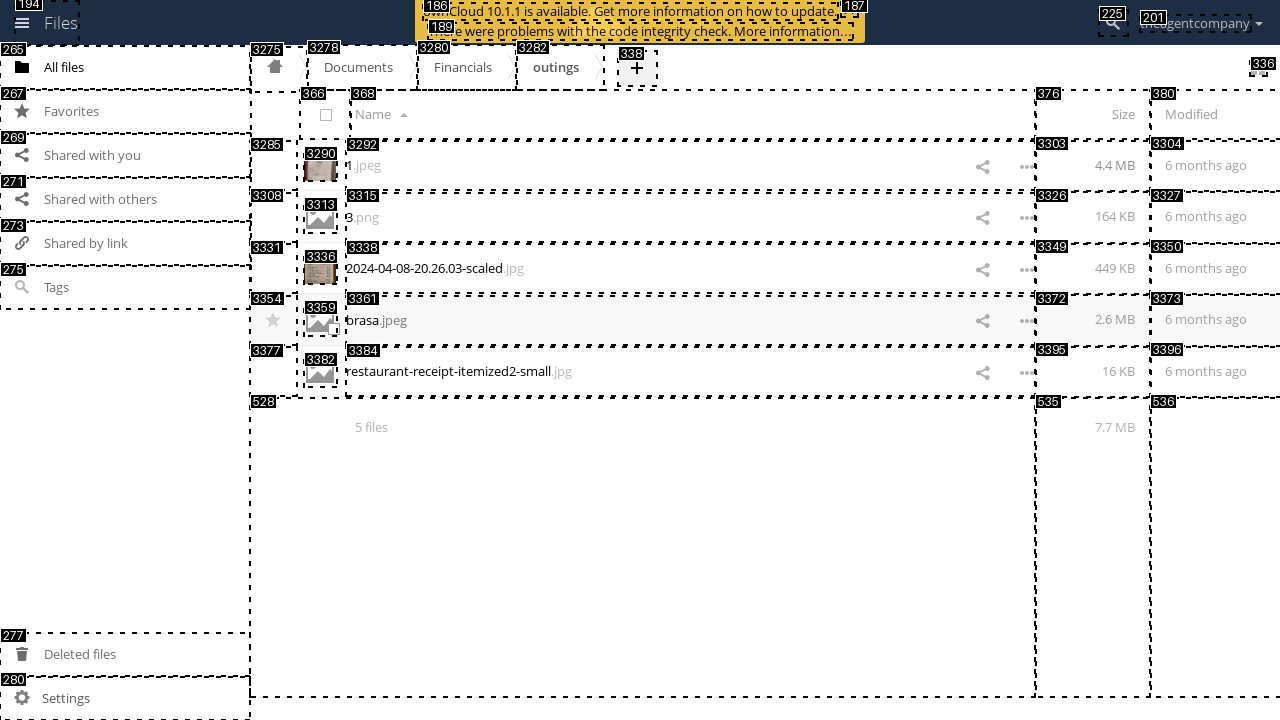 194
Files
186
ownCloud 10.1.1 is available. Get more information on how to update.
187
189
There were problems with the code integrity check. More information…
225
201
theagentcompany
265
All files
267
Favorites
269
Shared with you
271
Shared with others
273
Shared by link
275
Tags
277
Deleted files
280
Settings
3275
3278
Documents
3280
Financials
3282
outings
338
+
336
366
368
Name
376
Size
380
Modified
3285
3290
3292
1.jpeg
3303
4.4 MB
3304
6 months ago
3308
3313
3315
3.png
3326
164 KB
3327
6 months ago
3331
3336
3338
2024-04-08-20.26.03-scaled.jpg
3349
449 KB
3350
6 months ago
3354
3359
3361
brasa.jpeg
3372
2.6 MB
3373
6 months ago
3377
3382
3384
restaurant-receipt-itemized2-small.jpg
3395
16 KB
3396
6 months ago
528
5 files
535
7.7 MB
536